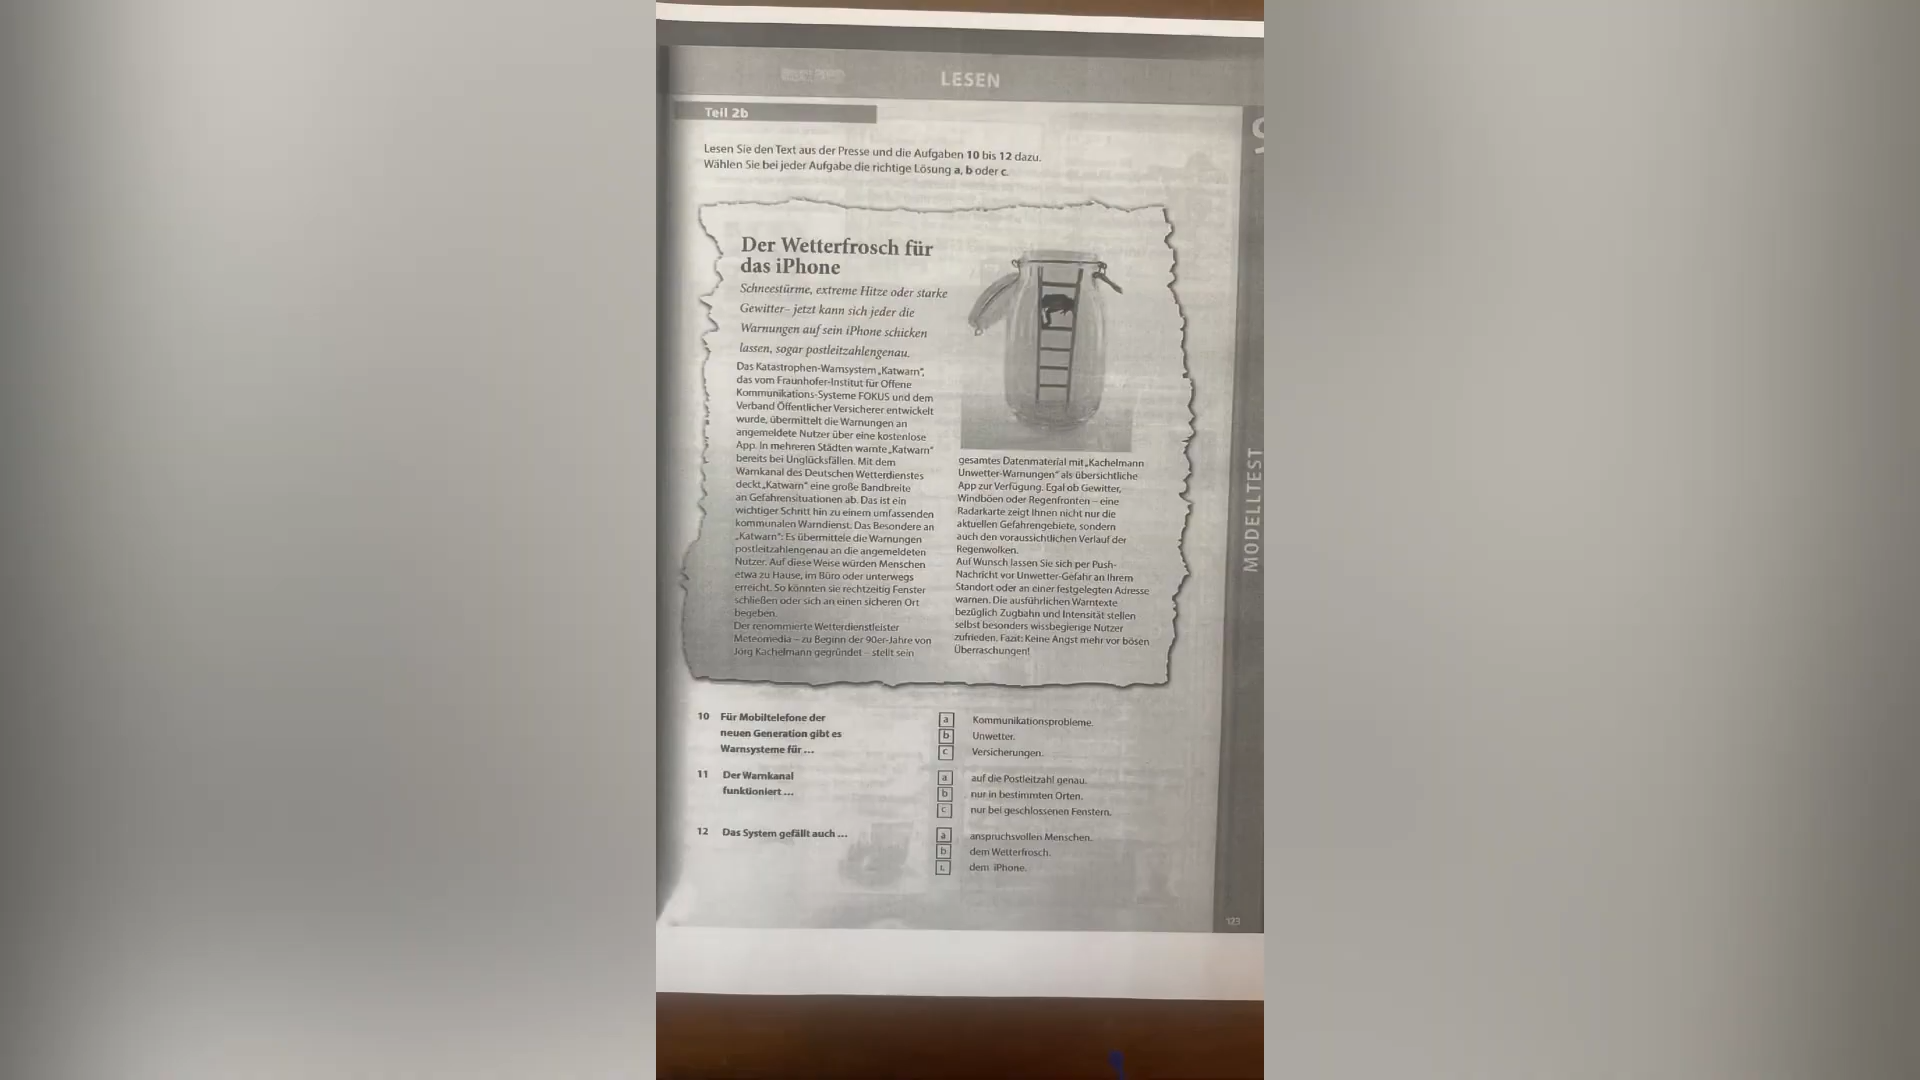 LESEN
Teil 2b
Lesen Sie den Text aus der Presse und die Aufgaben 10 bis 12 dazu.
Wählen Sie bei jeder Aufgabe die richtige Lösung a, b oder c.
Der Wetterfrosch für
das iPhone
Schneestürme, extreme Hitze oder starke
Gewitter – jetzt kann sich jeder die
Warnungen auf sein iPhone schicken
lassen, sogar postleitzahlengenau.
Das Katastrophen-Warnsystem „Katwarn",
das vom Fraunhofer-Institut für Offene
Kommunikations-Systeme FOKUS und dem
Verband Öffentlicher Versicherer entwickelt
wurde, übermittelt die Warnungen an
angemeldete Nutzer über eine kostenlose
App. In mehreren Städten warnte „Katwarn"
bereits bei Unglücksfällen. Mit dem
Warnkanal des Deutschen Wetterdienstes
deckt „Katwarn" eine große Bandbreite
an Gefahrensituationen ab. Das ist ein
wichtiger Schritt hin zu einem umfassenden
kommunalen Warndienst. Das Besondere an
„Katwarn": Es übermittele die Warnungen
postleitzahlengenau an die angemeldeten
Nutzer. Auf diese Weise würden Menschen
etwa zu Hause, im Büro oder unterwegs
erreicht. So könnten sie rechtzeitig Fenster
schließen oder sich an einen sicheren Ort
begeben.
Der renommierte Wetterdienstleister
Meteomedia – zu Beginn der 90er-Jahre von
Jörg Kachelmann gegründet – stellt sein
gesamtes Datenmaterial mit „Kachelmann
Unwetter-Warnungen" als übersichtliche
App zur Verfügung. Egal ob Gewitter,
Windböen oder Regenfronten – eine
Radarkarte zeigt Ihnen nicht nur die
aktuellen Gefahrengebiete, sondern
auch den voraussichtlichen Verlauf der
Regenwolken.
Auf Wunsch lassen Sie sich per Push-
Nachricht vor Unwetter-Gefahr an Ihrem
Standort oder an einer festgelegten Adresse
warnen. Die ausführlichen Warntexte
bezüglich Zugbahn und Intensität stellen
selbst besonders wissbegierige Nutzer
zufrieden. Fazit: Keine Angst mehr vor bösen
Überraschungen!
10 Für Mobiltelefone der
neuen Generation gibt es
Warnsysteme für ...
a Kommunikationsprobleme.
b Unwetter.
c Versicherungen.
11 Der Warnkanal
funktioniert ...
a auf die Postleitzahl genau.
b nur in bestimmten Orten.
c nur bei geschlossenen Fenstern.
12 Das System gefällt auch ...
a anspruchsvollen Menschen.
b dem Wetterfrosch.
c dem iPhone.
MODELLTEST
123